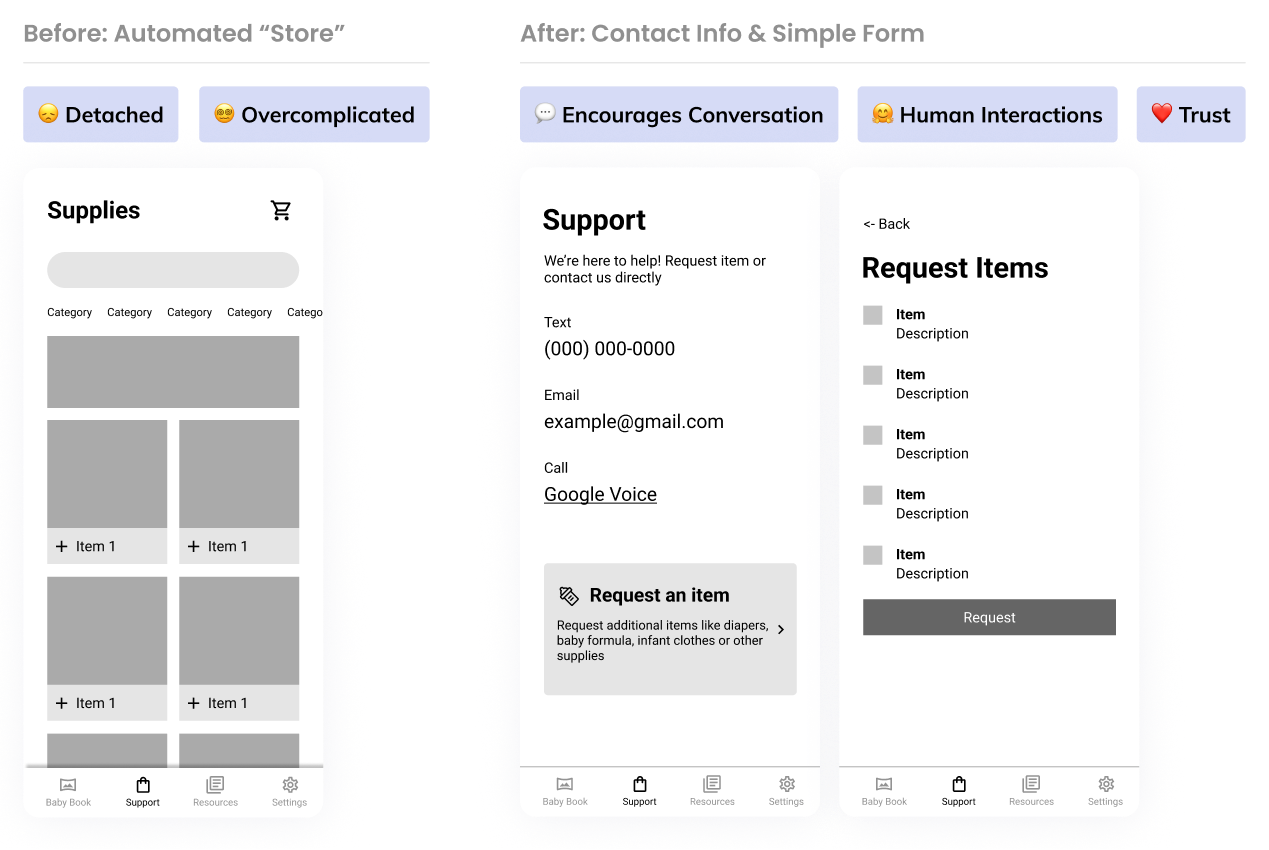 Before: Automated “Store”
😞 Detached
😵‍💫 Overcomplicated
Supplies
Category Category Category Category Catego
+ Item 1
+ Item 1
+ Item 1
+ Item 1
Baby Book Support Resources Settings
After: Contact Info & Simple Form
💬 Encourages Conversation
🤗 Human Interactions
❤️ Trust
Support
We’re here to help! Request item or
contact us directly
Text
(000) 000-0000
Email
example@gmail.com
Call
Google Voice
Request an item
Request additional items like diapers,
baby formula, infant clothes or other
supplies
Baby Book Support Resources Settings
<- Back
Request Items
Item
Description
Item
Description
Item
Description
Item
Description
Item
Description
Request
Baby Book Support Resources Settings